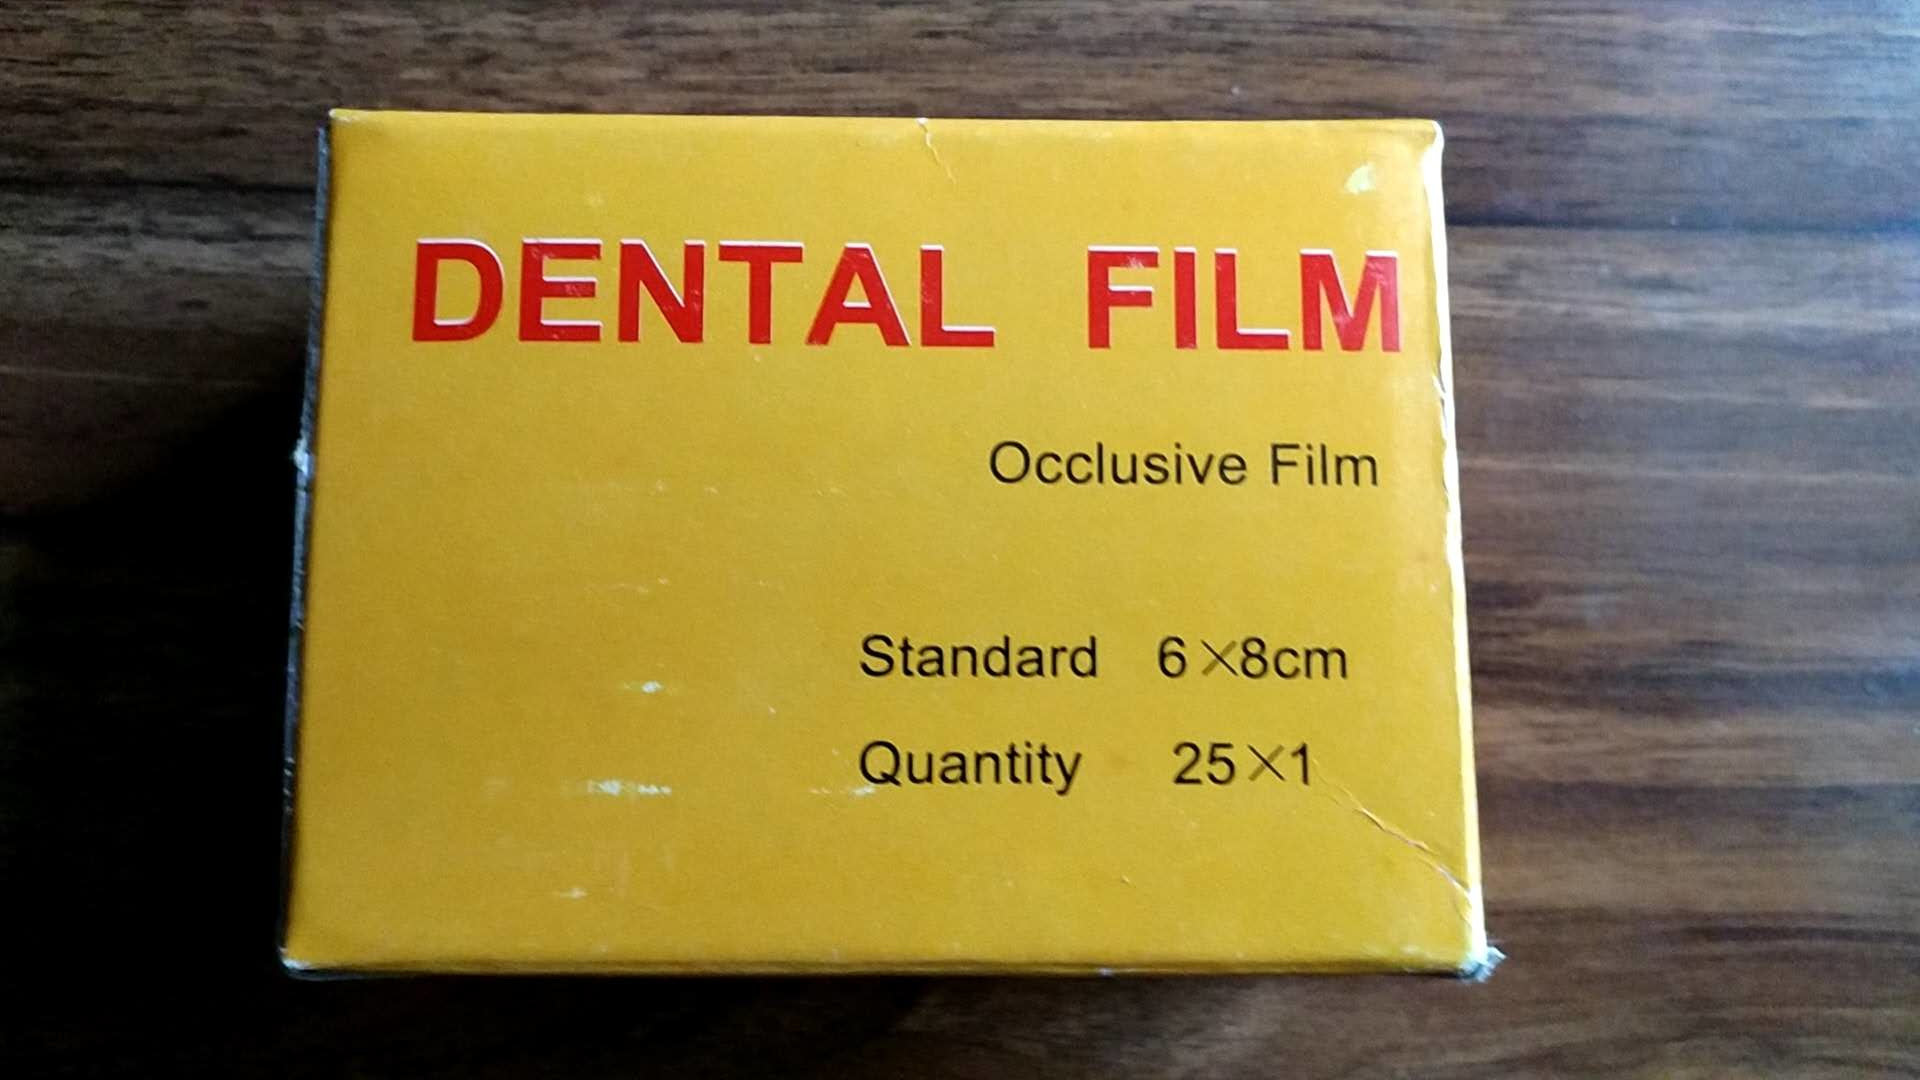 DENTAL FILM
Occlusive Film
Standard 6×8cm
Quantity 25×1